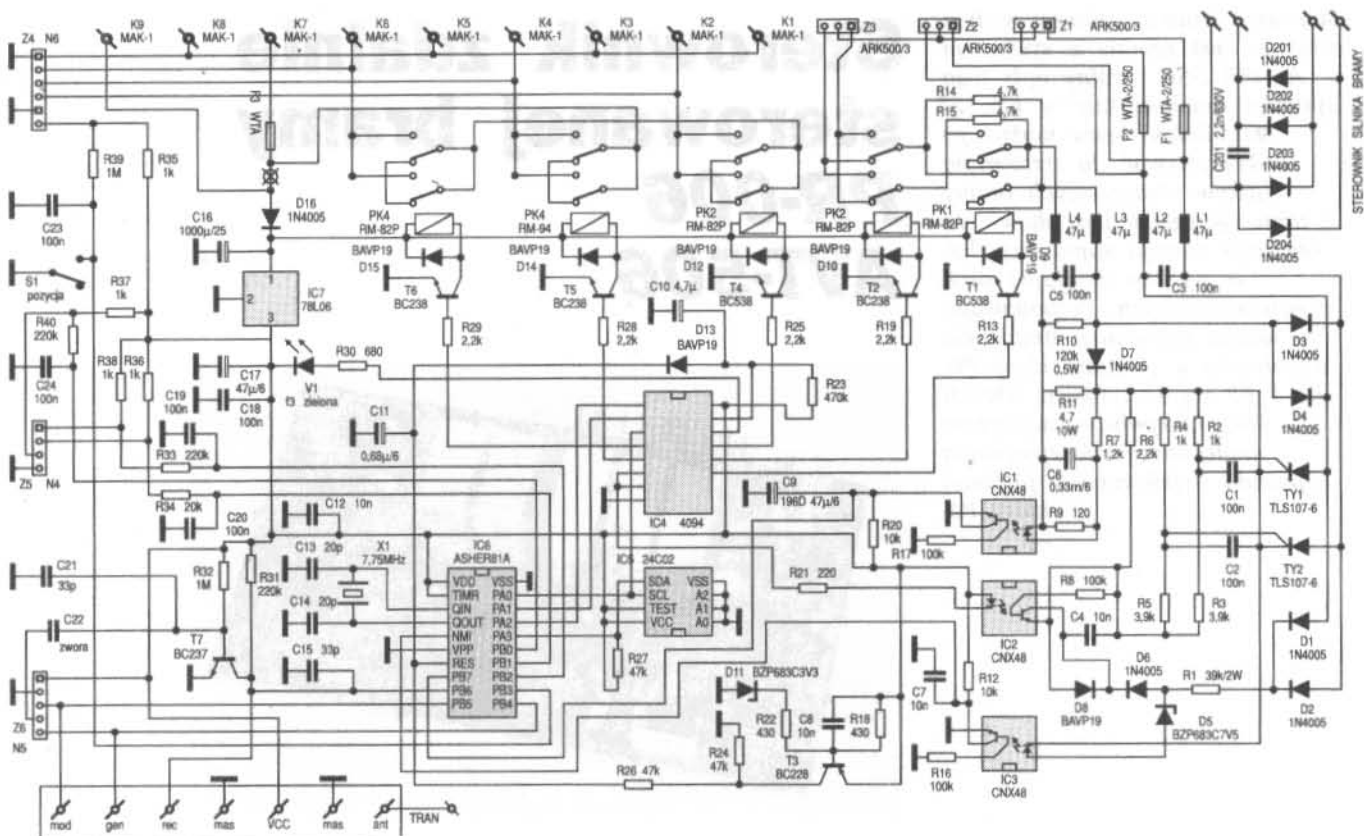 Z4 N6
K9 MAK-1
K8 MAK-1
K7 MAK-1
K6 MAK-1
K5 MAK-1
K4 MAK-1
K3 MAK-1
K2 MAK-1
K1 MAK-1
Z3 ARK500/3
Z2 ARK500/3
Z1 ARK500/3
D201 1N4005
D202 1N4005
D203 1N4005
D204 1N4005
C201 2,2n/630V
STEROWNIK SILNIKA BRAMY
F3 WTA
F2 WTA-2/250
F1 WTA-2/250
R14 4,7k
R15 4,7k
R39 1M
R35 1k
D16 1N4005
C23 100n
C16 1000µ/25
S1 pozycja
R37 1k
R40 220k
IC7 78L06
1
2
3
PK4 RM-82P
PK4 RM-94
PK2 RM-82P
PK2 RM-82P
PK1 RM-82P
BAVP19 D15
BAVP19 D14
BAVP19 D12
BAVP19 D10
BAVP19 D9
T6 BC238
T5 BC238
T4 BC538
T2 BC238
T1 BC538
L4 47µ
L3 47µ
L2 47µ
L1 47µ
C5 100n
C3 100n
C10 4,7µ
R29 2,2k
R28 2,2k
R25 2,2k
R19 2,2k
R13 2,2k
D13 BAVP19
R30 680
V1 f3 zielona
C24 100n
R38 1k
R36 1k
C17 47µ/6
C19 100n
C18 100n
C11 0,68µ/6
R23 470k
R10 120k 0,5W
D7 1N4005
D3 1N4005
D4 1N4005
R11 4,7 10W
R7 1,2k
R6 2,2k
R4 1k
R2 1k
C6 0,33m/6
Z5 N4
R33 220k
R34 20k
C20 100n
C12 10n
C13 20p
X1 7,75MHz
C14 20p
C15 33p
IC4 4094
C9 196D 47µ/6
R20 10k
R17 100k
IC1 CNX48
R9 120
C1 100n
TY1 TLS107-6
C2 100n
TY2 TLS107-6
IC6 ASHER81A
VDD VSS
TIMR PA0
QIN PA1
QOUT PA2
NMI PA3
VPP PB0
RES PB1
PB7 PB2
PB6 PB3
PB5 PB4
IC5 24C02
SDA VSS
SCL A2
TEST A1
VCC A0
R21 220
IC2 CNX48
R8 100k
C4 10n
R5 3,9k
R3 3,9k
C21 33p
R32 1M
R31 220k
C22 zwora
T7 BC237
R27 47k
D11 BZP683C3V3
R22 430
C8 10n
R18 430
R24 47k
T3 BC228
R26 47k
C7 10n
R12 10k
R16 100k
IC3 CNX48
D8 BAVP19
D6 1N4005
R1 39k/2W
D5 BZP683C7V5
D1 1N4005
D2 1N4005
Z6 N5
mod
gen
rec
mas
VCC
mas
ant
TRAN